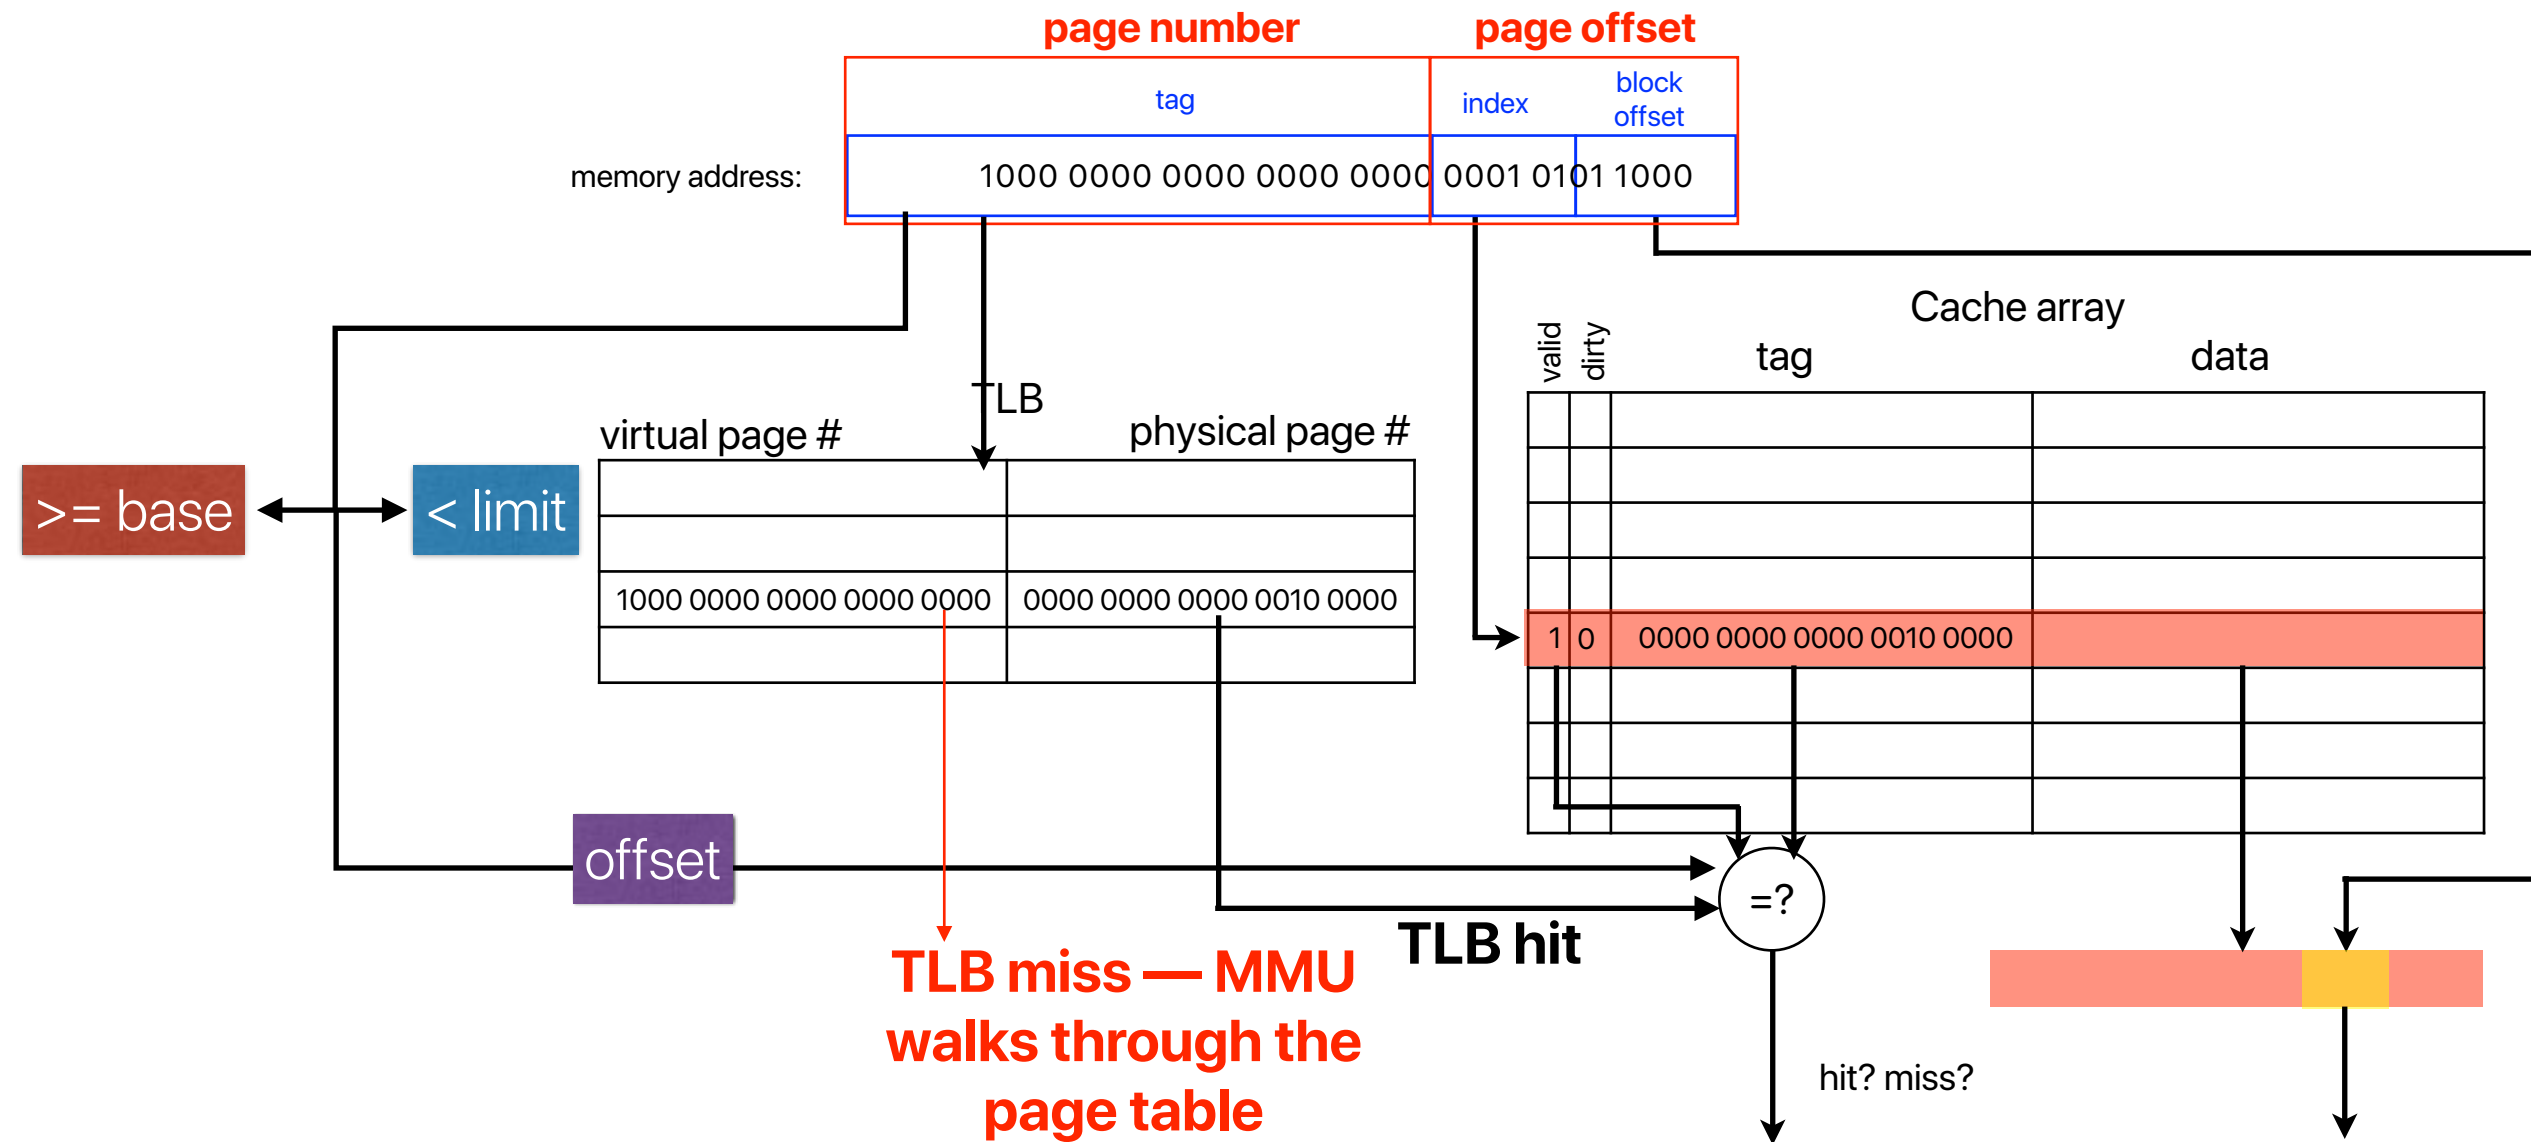 page number page offset
tag index block
offset
memory address: 1000 0000 0000 0000 0000 0001 0101 1000
Cache array
valid dirty tag data
TLB
virtual page # physical page #
>= base < limit
1000 0000 0000 0000 0000 0000 0000 0000 0010 0000
1 0 0000 0000 0000 0010 0000
offset
=?
TLB hit
TLB miss — MMU
walks through the
page table
hit? miss?